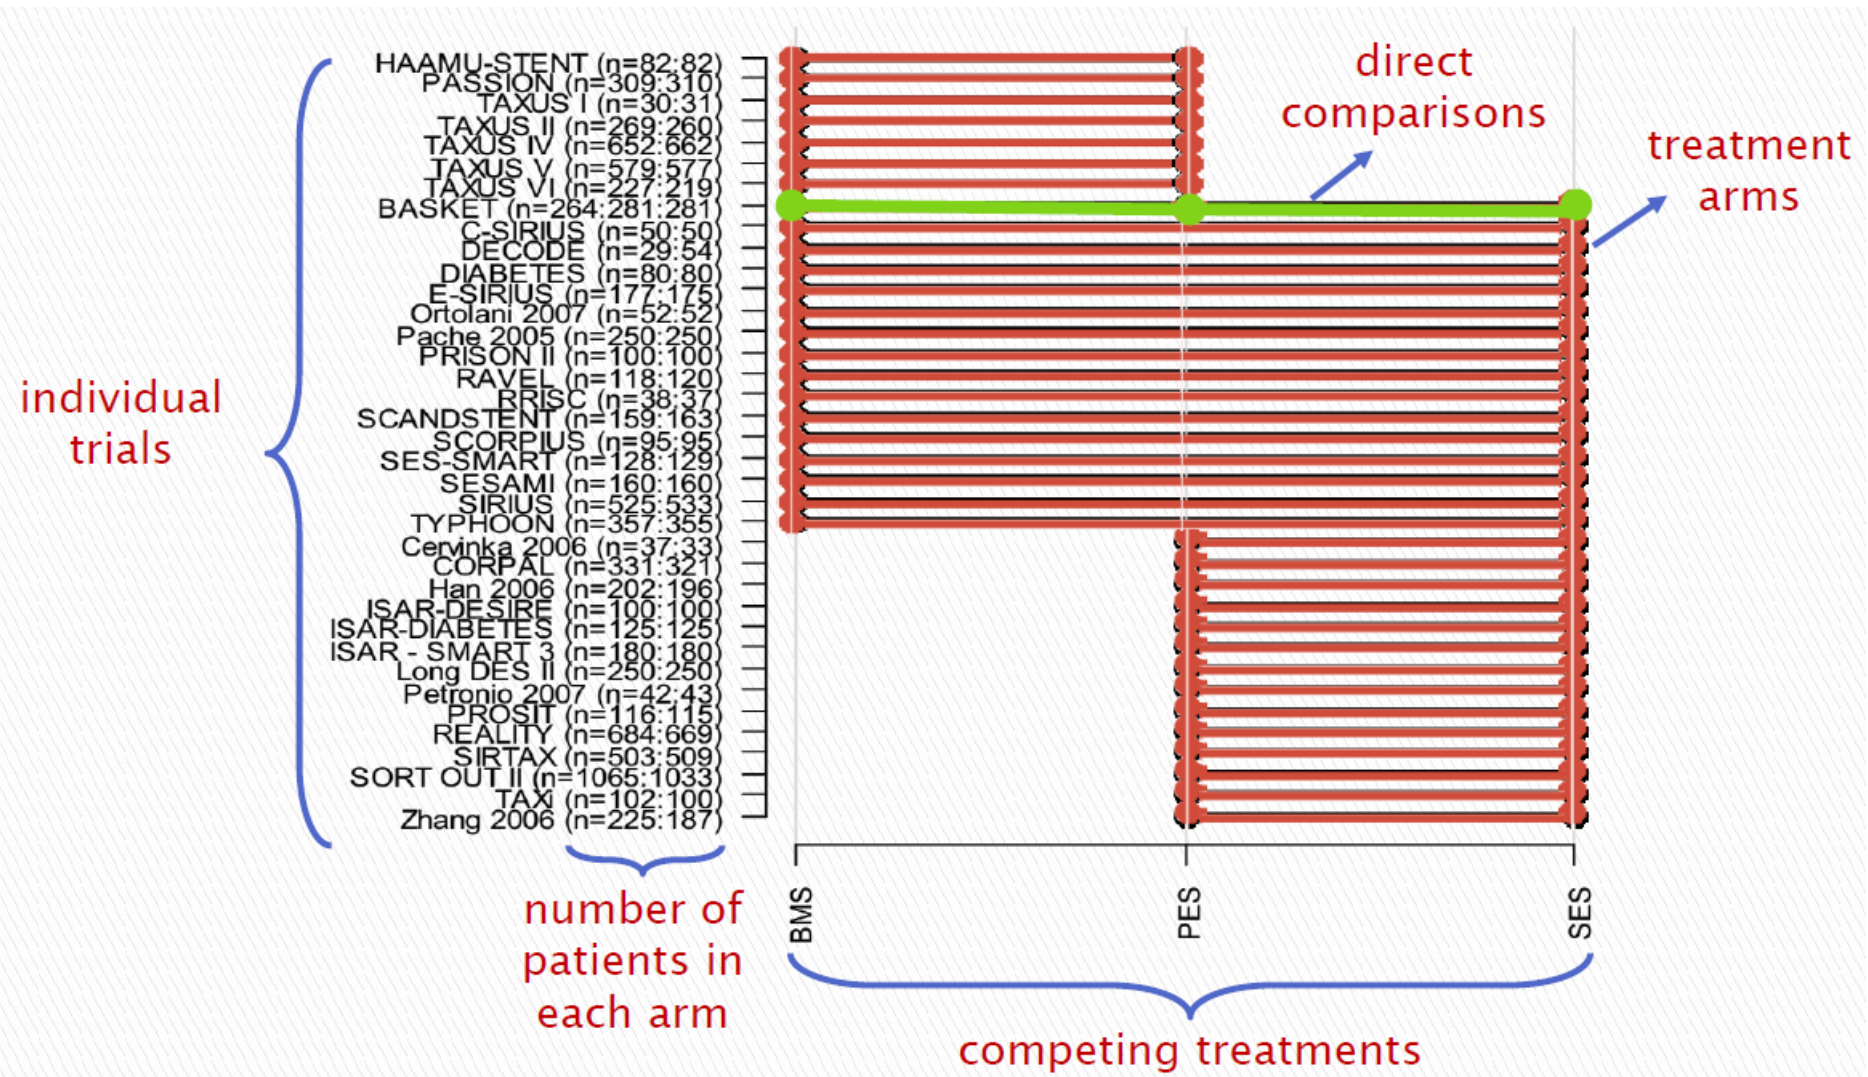 HAAMU-STENT (n=82:82)
PASSION (n=309:310)
TAXUS I (n=30:31)
TAXUS II (n=269:260)
TAXUS IV (n=652:662)
TAXUS V (n=579:577)
TAXUS VI (n=227:219)
BASKET (n=264:281:281)
C-SIRIUS (n=50:50)
DECODE (n=29:54)
DIABETES (n=80:80)
E-SIRIUS (n=177:175)
Ortolani 2007 (n=52:52)
Pache 2005 (n=250:250)
PRISON II (n=100:100)
RAVEL (n=118:120)
RRISC (n=38:37)
SCANDSTENT (n=159:163)
SCORPIUS (n=95:95)
SES-SMART (n=128:129)
SESAMI (n=160:160)
SIRIUS (n=525:533)
TYPHOON (n=357:355)
Cervinka 2006 (n=37:33)
CORPAL (n=331:321)
Han 2006 (n=202:196)
ISAR-DESIRE (n=100:100)
ISAR-DIABETES (n=125:125)
ISAR - SMART 3 (n=180:180)
Long DES II (n=250:250)
Petronio 2007 (n=42:43)
PROSIT (n=116:115)
REALITY (n=684:669)
SIRTAX (n=503:509)
SORT OUT II (n=1065:1033)
TAXi (n=102:100)
Zhang 2006 (n=225:187)
individual
trials
direct
comparisons
treatment
arms
number of
patients in
each arm
BMS
PES
SES
competing treatments